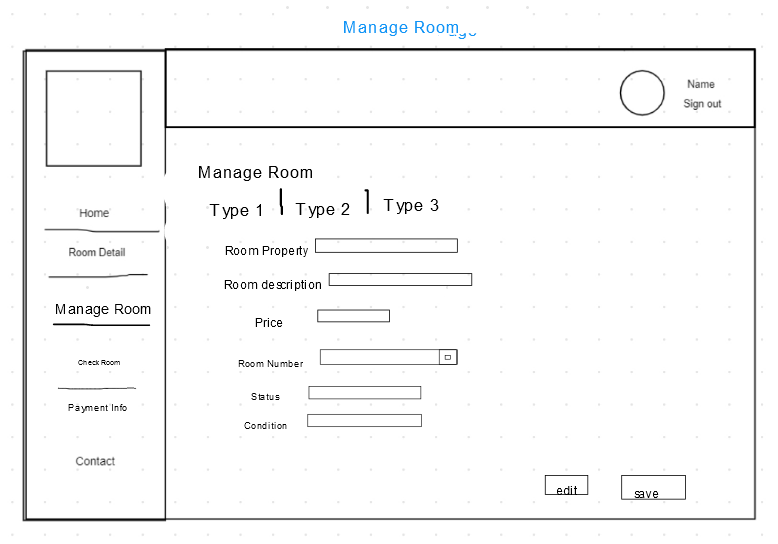 Manage Room
Name
Sign out
Home
Room Detail
Manage Room
Check Room
Payment Info
Contact
Manage Room
Type 1
Type 2
Type 3
Room Property
Room description
Price
Room Number
Status
Condition
edit
save